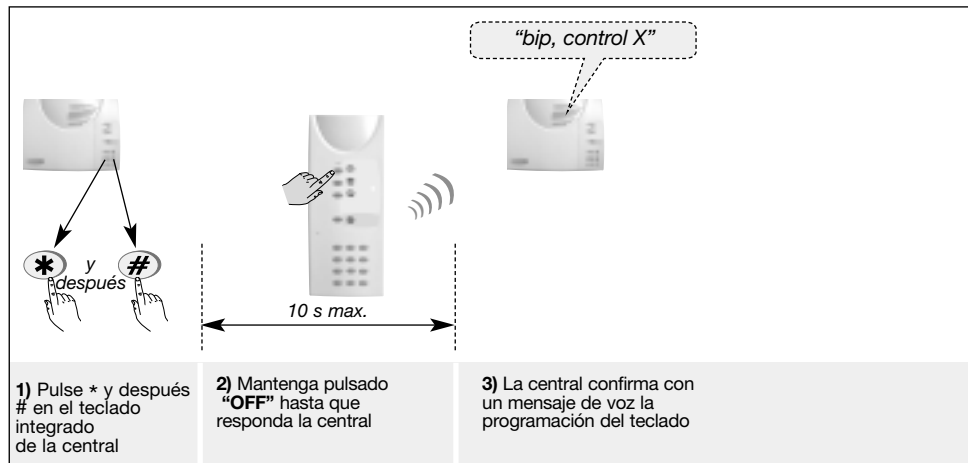 “bip, control X”
* y
después #
10 s max.
1) Pulse * y después
# en el teclado
integrado
de la central
2) Mantenga pulsado
“OFF” hasta que
responda la central
3) La central confirma con
un mensaje de voz la
programación del teclado